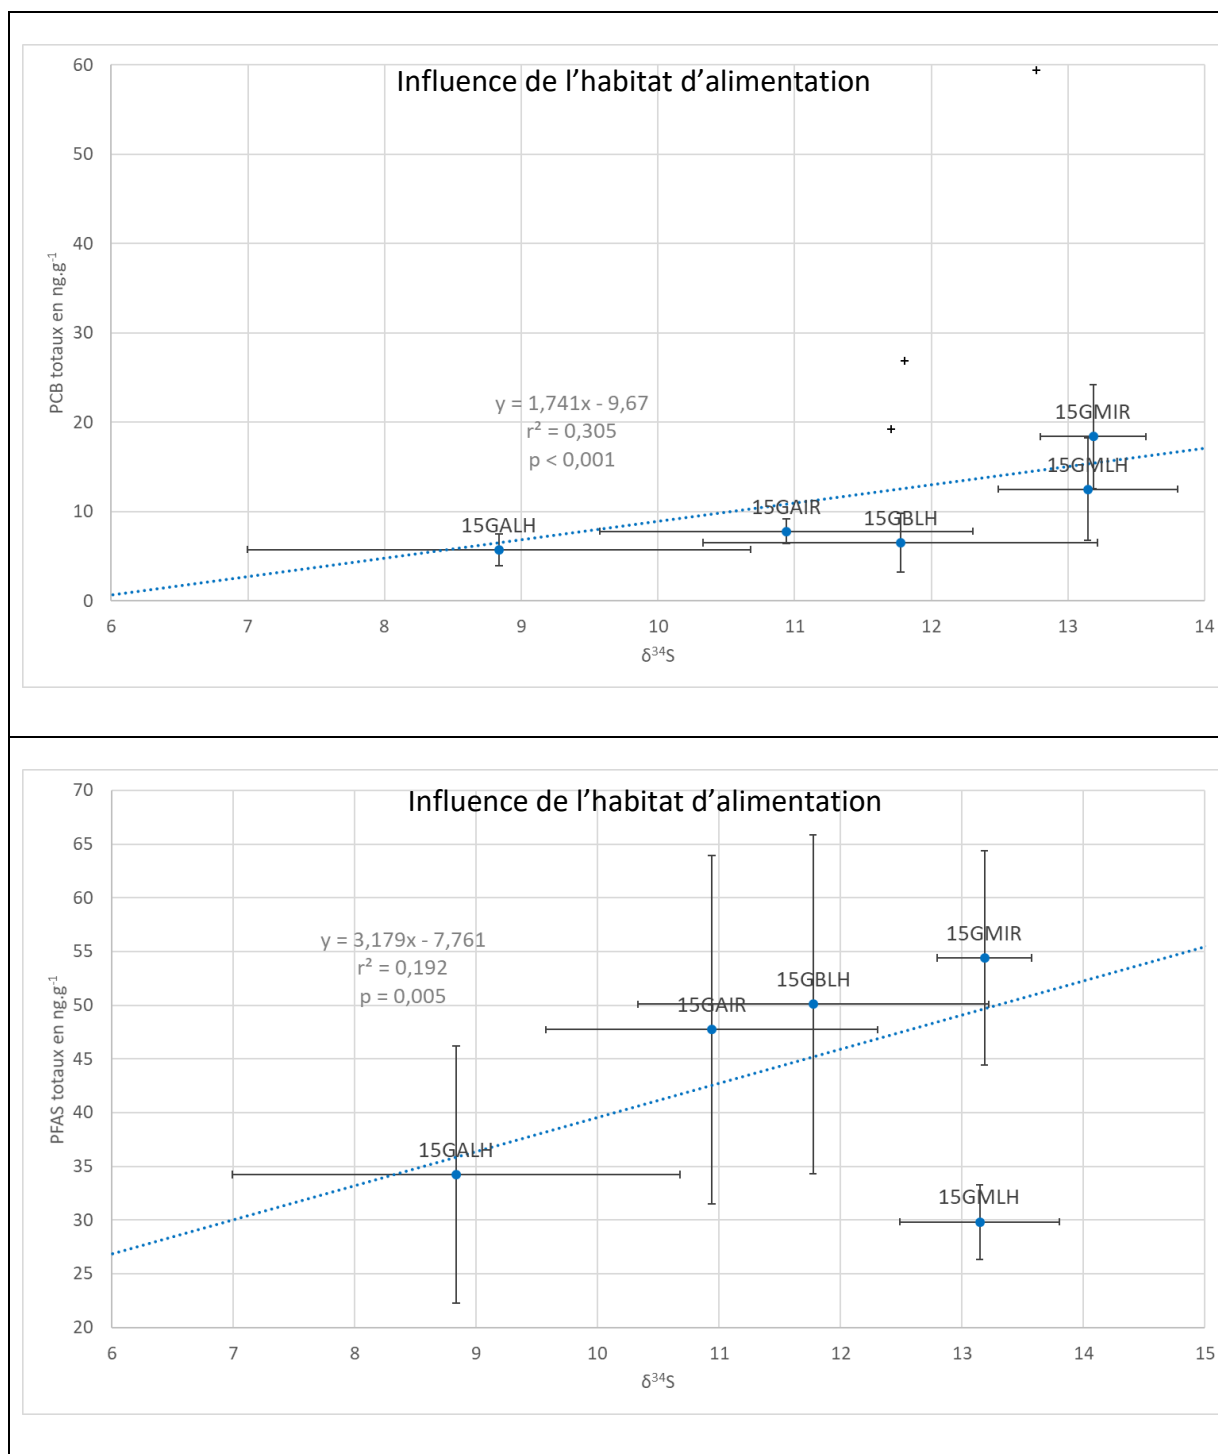 Influence de l’habitat d’alimentation
60
50
40
30
20
10
0
PCB totaux en ng.g⁻¹
y = 1,741x - 9,67
r² = 0,305
p < 0,001
15GMIR
15GMLH
15GAIR
15GBLH
15GALH
6 7 8 9 10 11 12 13 14
δ³⁴S
Influence de l’habitat d’alimentation
70
65
60
55
50
45
40
35
30
25
20
PFAS totaux en ng.g⁻¹
y = 3,179x - 7,761
r² = 0,192
p = 0,005
15GMIR
15GBLH
15GAIR
15GALH
15GMLH
6 7 8 9 10 11 12 13 14 15
δ³⁴S